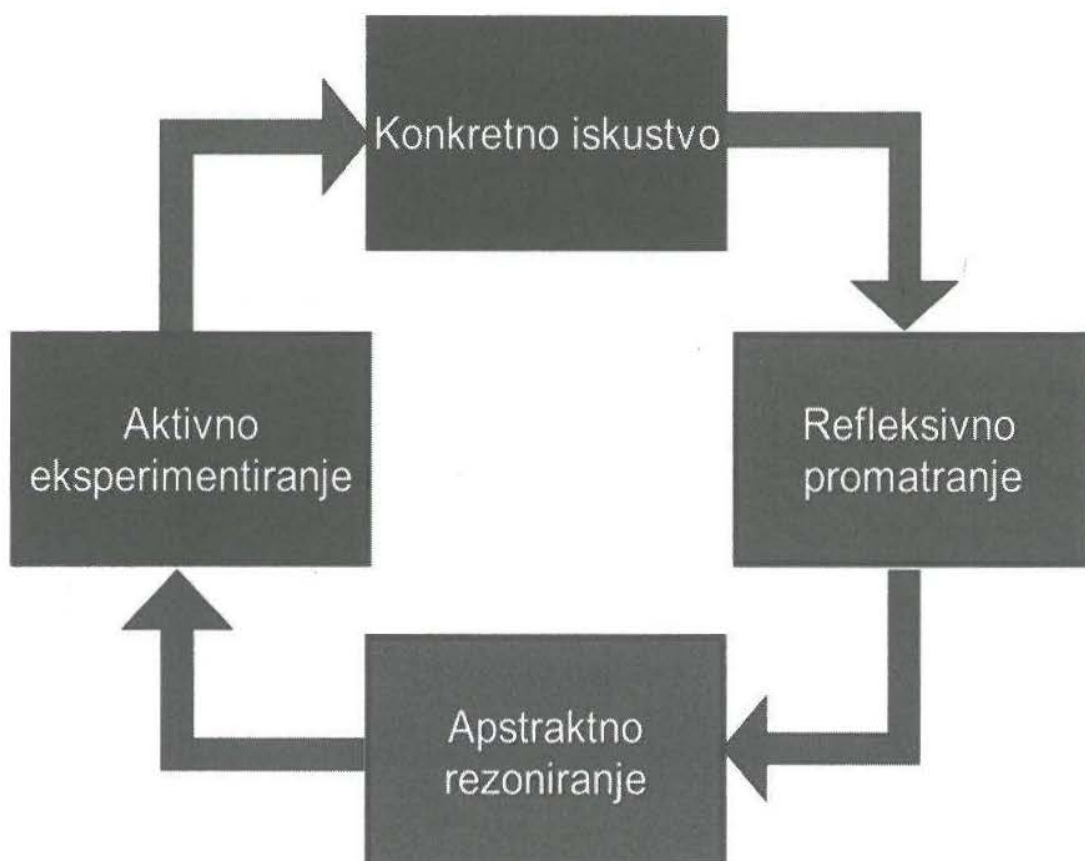 Konkretno iskustvo
Refleksivno
promatranje
Apstraktno
rezoniranje
Aktivno
eksperimentiranje